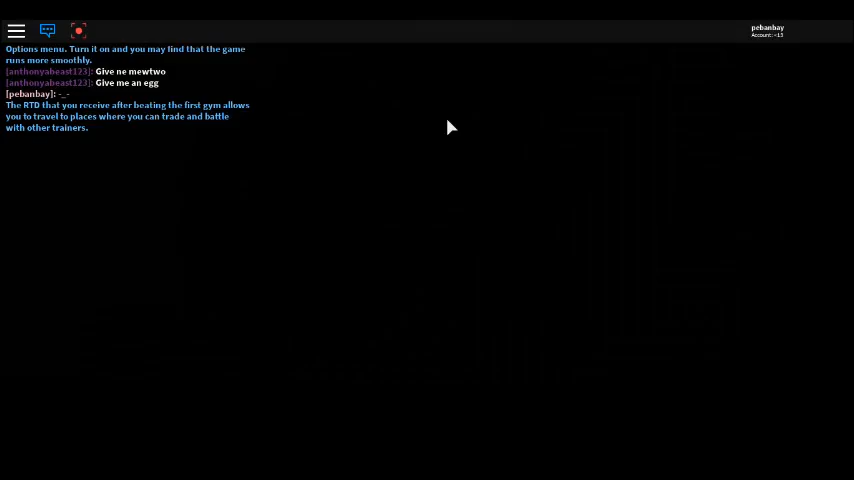 pebanbay
Account: <13
Options menu. Turn it on and you may find that the game
runs more smoothly.
[anthonyabeast123]: Give ne mewtwo
[anthonyabeast123]: Give me an egg
[pebanbay]: -_-
The RTD that you receive after beating the first gym allows
you to travel to places where you can trade and battle
with other trainers.